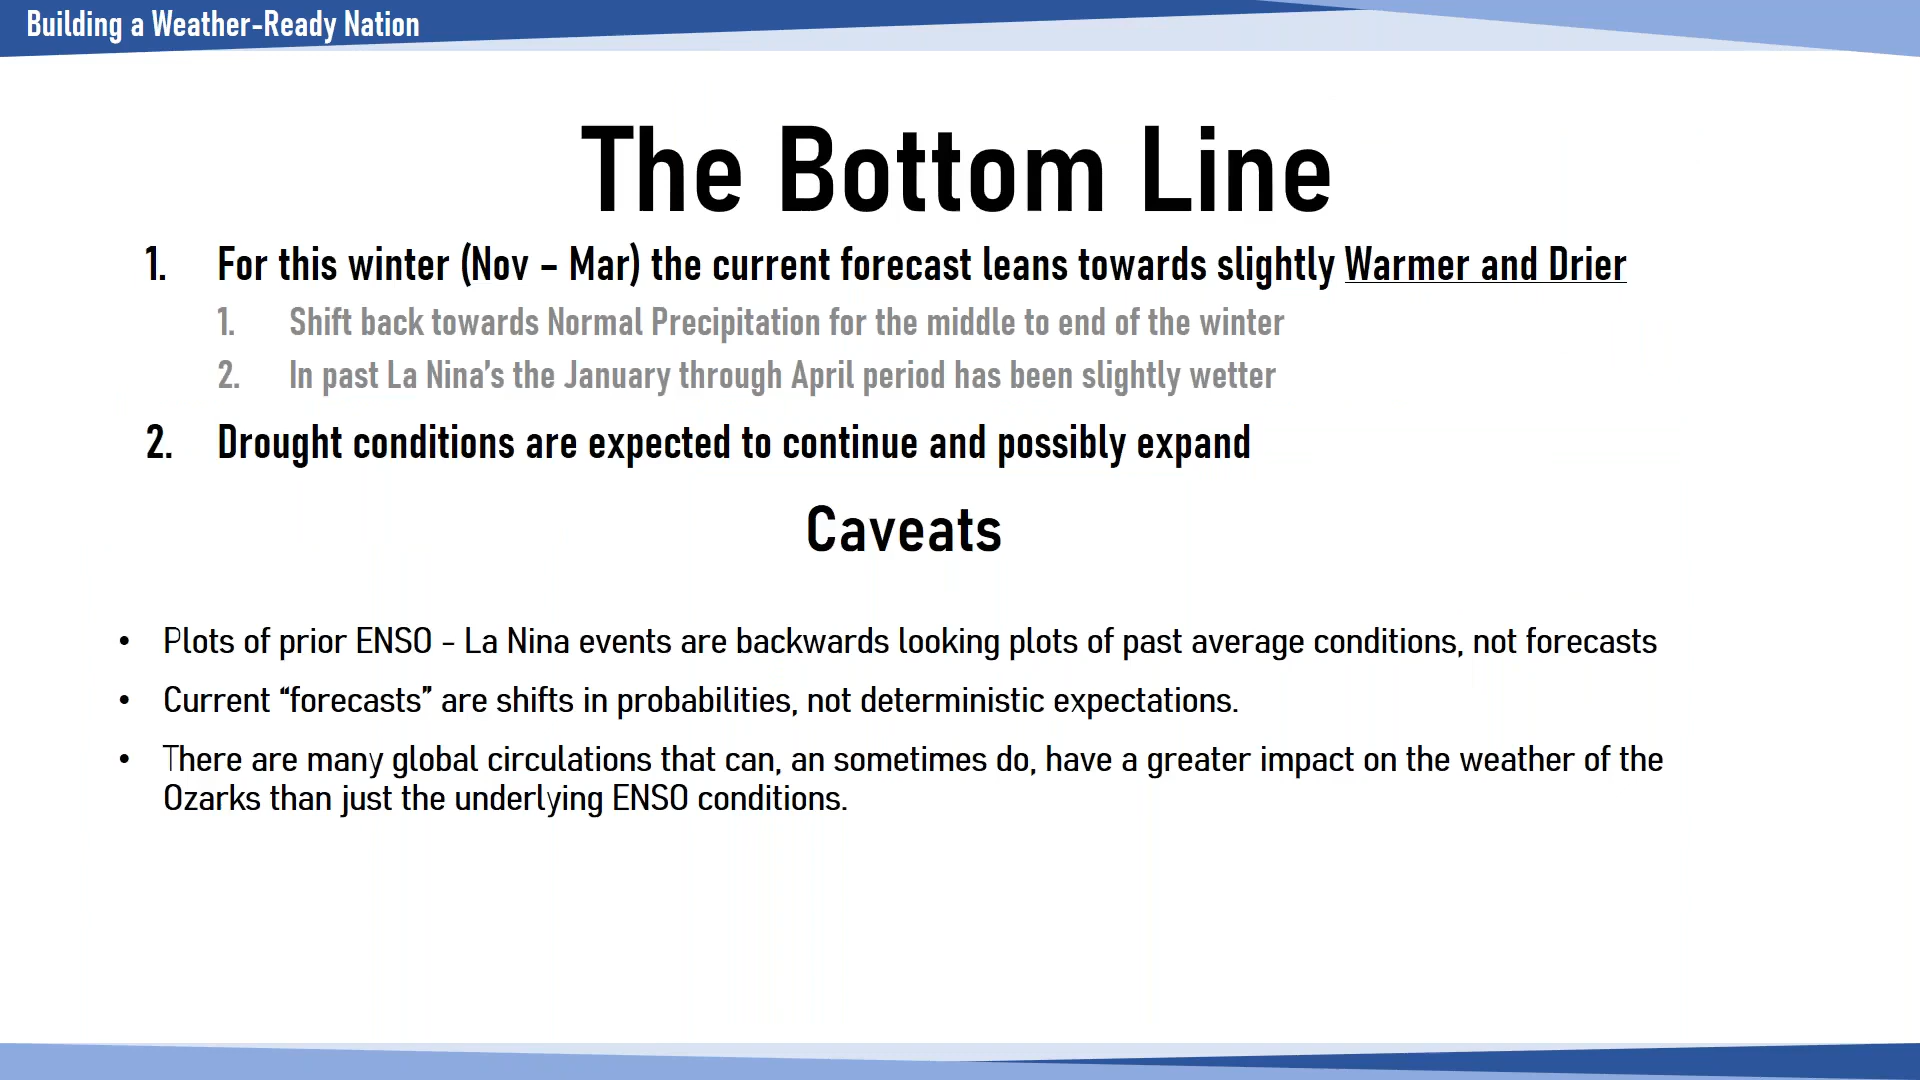 Building a Weather-Ready Nation
The Bottom Line
1. For this winter (Nov – Mar) the current forecast leans towards slightly Warmer and Drier
1. Shift back towards Normal Precipitation for the middle to end of the winter
2. In past La Nina’s the January through April period has been slightly wetter
2. Drought conditions are expected to continue and possibly expand
Caveats
• Plots of prior ENSO – La Nina events are backwards looking plots of past average conditions, not forecasts
• Current “forecasts” are shifts in probabilities, not deterministic expectations.
• There are many global circulations that can, an sometimes do, have a greater impact on the weather of the
Ozarks than just the underlying ENSO conditions.